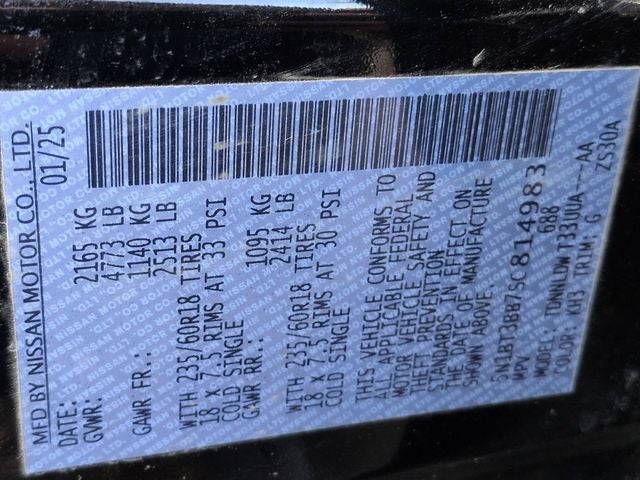 MFD BY NISSAN MOTOR CO., LTD.
DATE: 01/25
GVWR: 2165 KG
4773 LB
GAWR FR.: 1140 KG
2513 LB
WITH 235/60R18 TIRES
18 X 7.5 RIMS AT 33 PSI
COLD SINGLE
GAWR RR.: 1095 KG
2414 LB
WITH 235/60R18 TIRES
18 X 7.5 RIMS AT 30 PSI
COLD SINGLE
THIS VEHICLE CONFORMS TO
ALL APPLICABLE FEDERAL
MOTOR VEHICLE SAFETY AND
THEFT PREVENTION
STANDARDS IN EFFECT ON
THE DATE OF MANUFACTURE
SHOWN ABOVE.
5N1BT3BB7SC814983
MPV 688
MODEL: TDNNLDWT33UUA---AA
COLOR: KH3 TRIM: G ZS30A